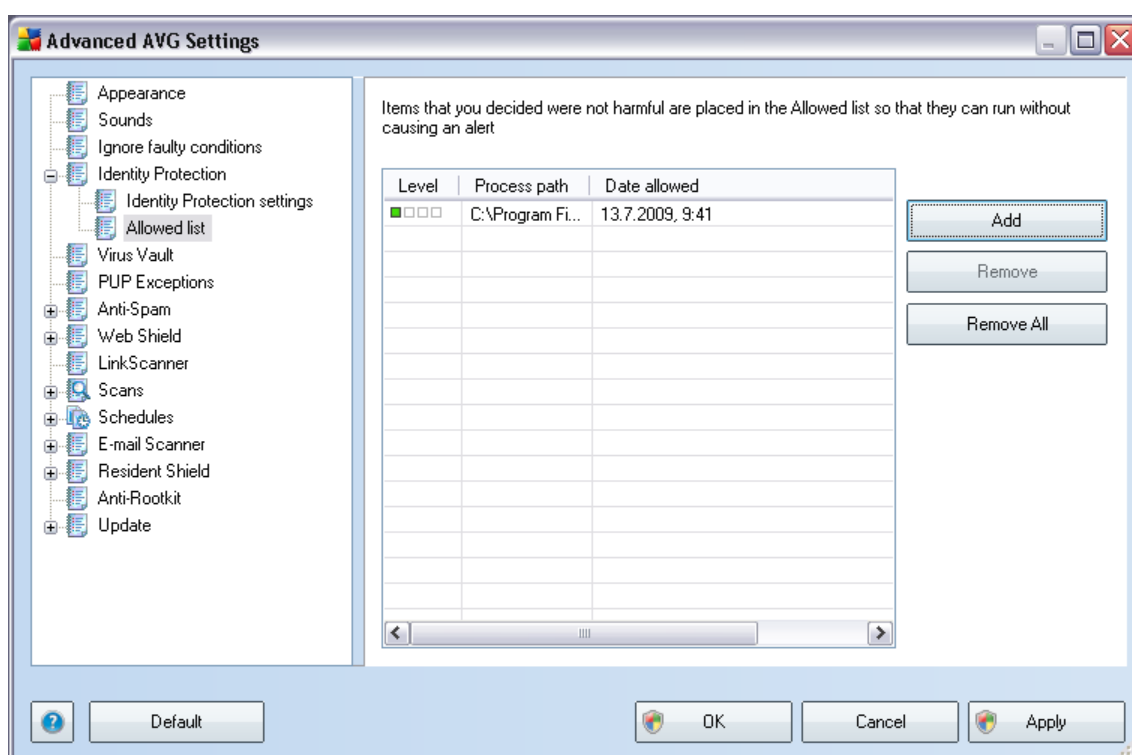 Advanced AVG Settings
Appearance
Sounds
Ignore faulty conditions
Identity Protection
Identity Protection settings
Allowed list
Virus Vault
PUP Exceptions
Anti-Spam
Web Shield
LinkScanner
Scans
Schedules
E-mail Scanner
Resident Shield
Anti-Rootkit
Update
Items that you decided were not harmful are placed in the Allowed list so that they can run without
causing an alert
Level Process path Date allowed
C:\Program Fi... 13.7.2009, 9:41
Add
Remove
Remove All
Default
OK
Cancel
Apply